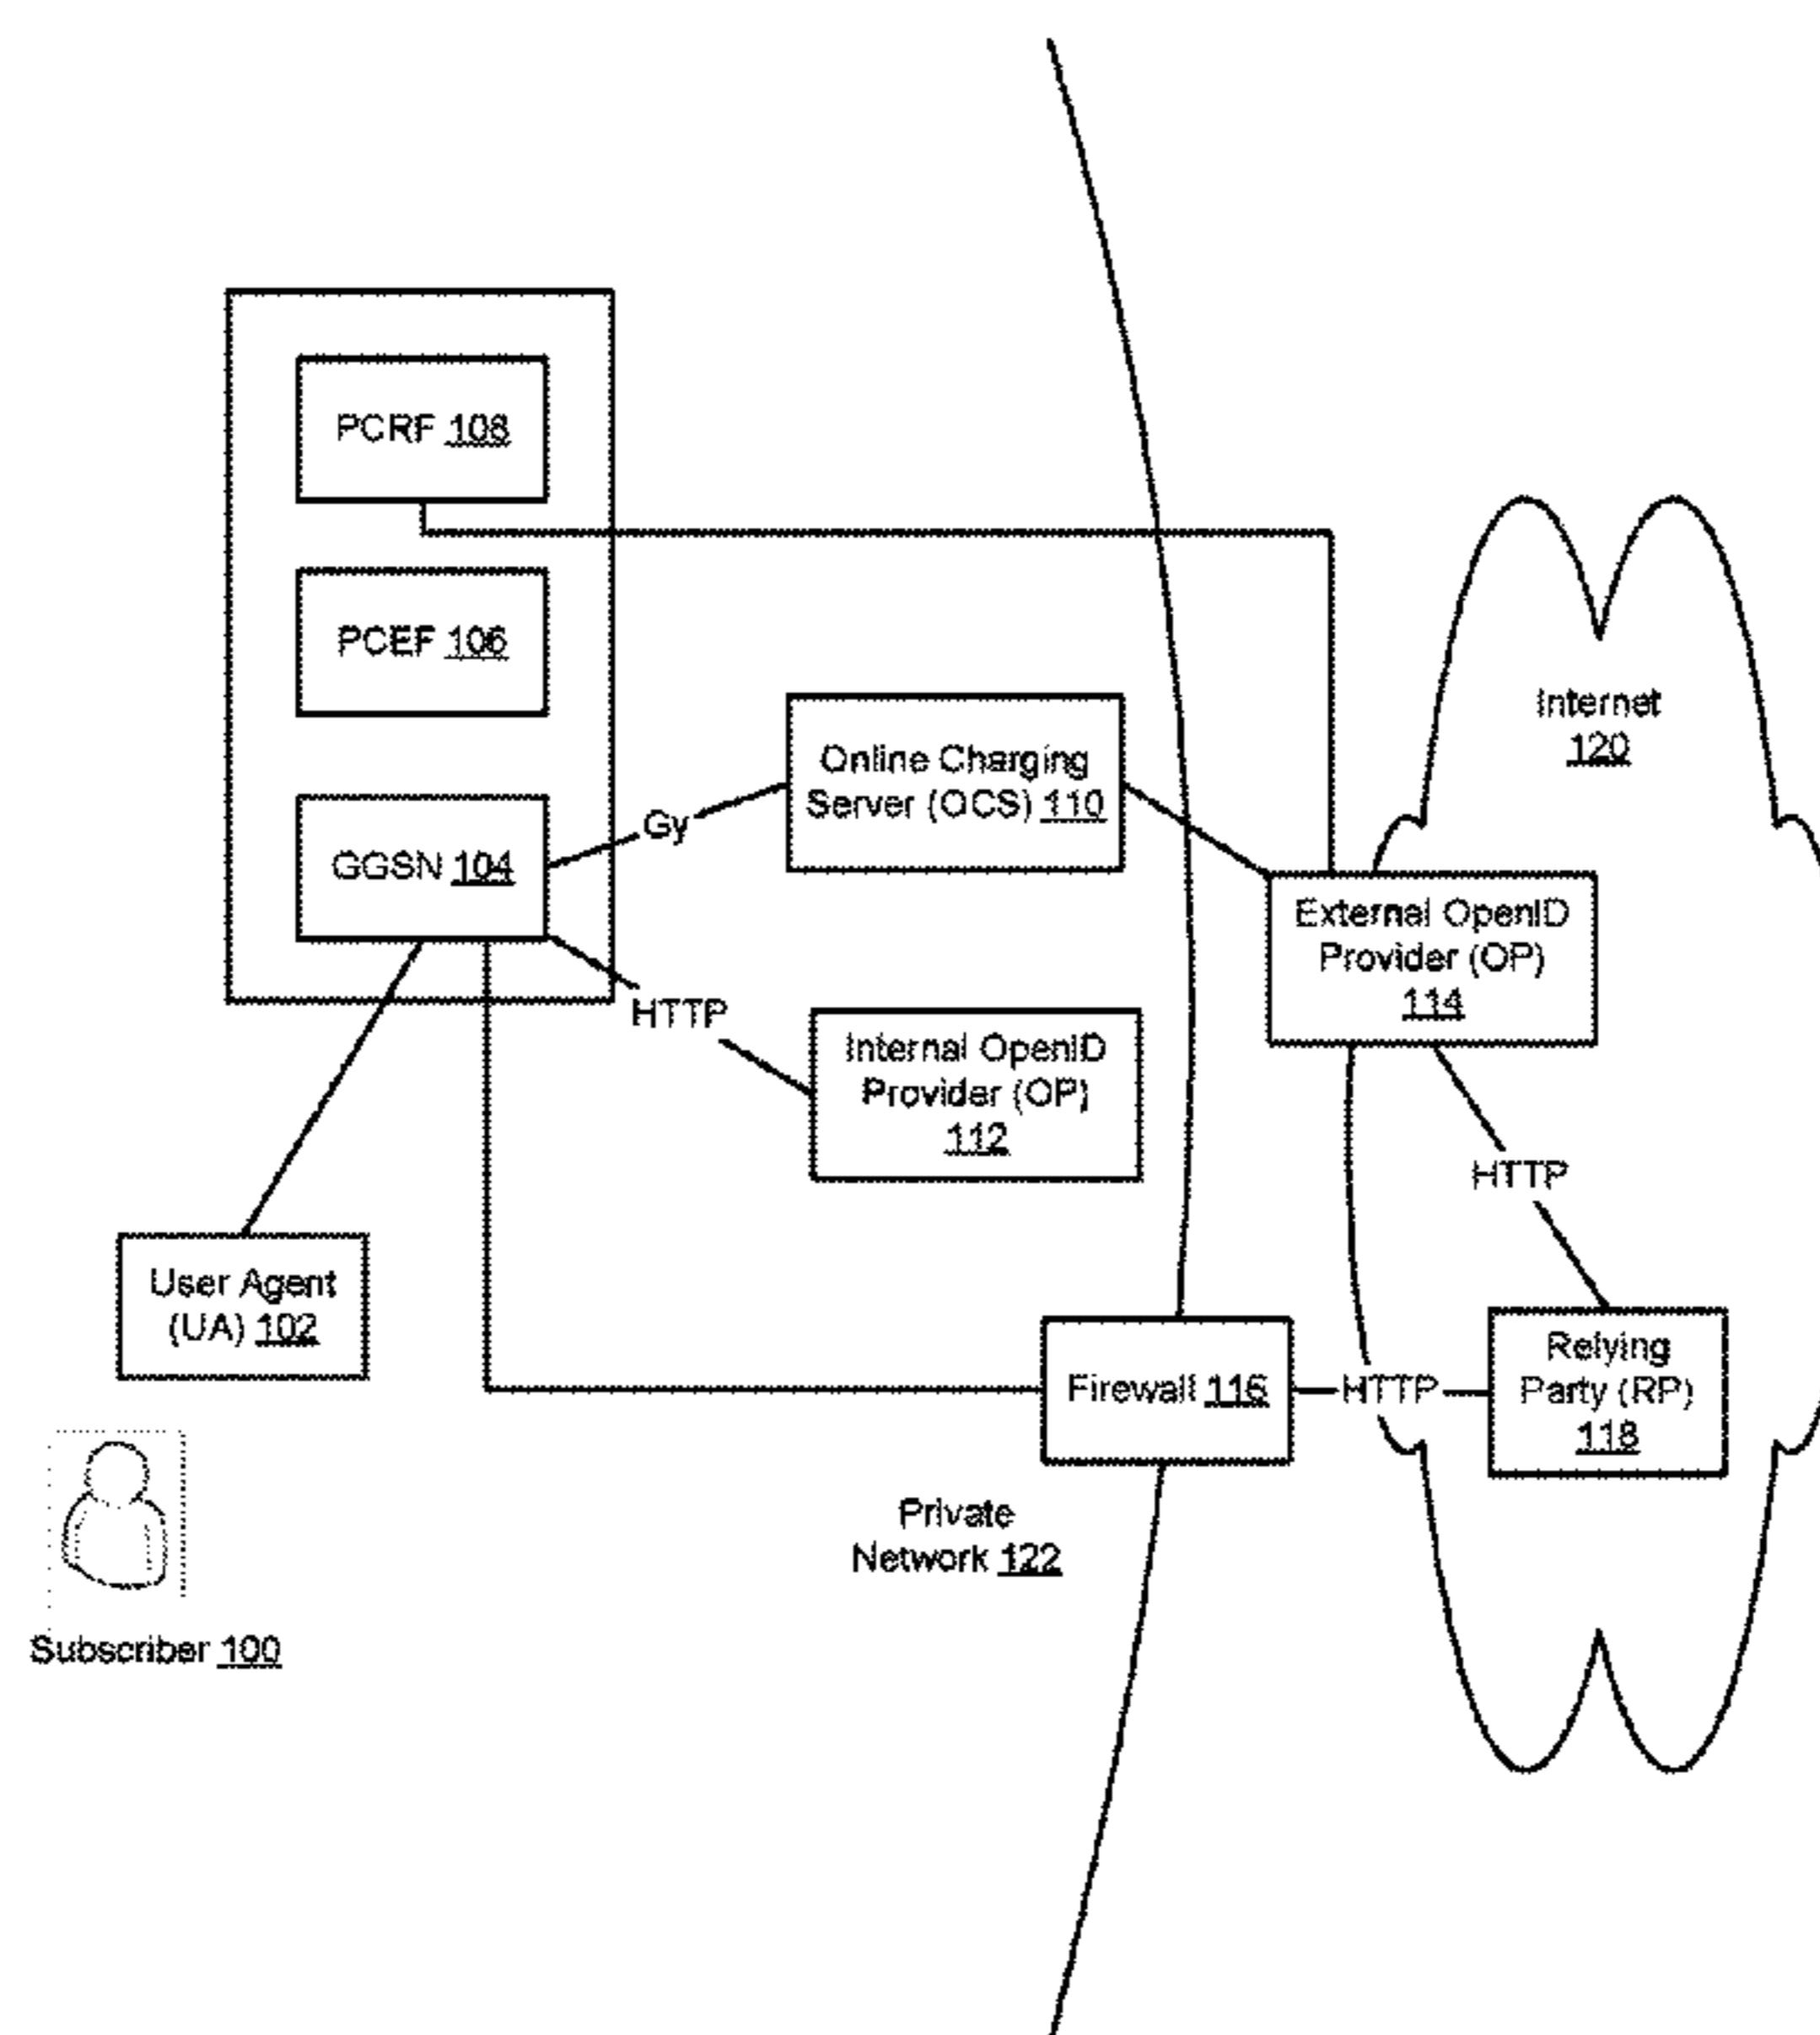 PCRF 108
PCEF 106
Internet
120
Online Charging
Server (OCS) 110
Gy
GGSN 104
External OpenID
Provider (OP)
114
HTTP
Internal OpenID
Provider (OP)
112
HTTP
User Agent
(UA) 102
Relying
Party (RP)
118
Firewall 116
HTTP
Private
Network 122
Subscriber 100